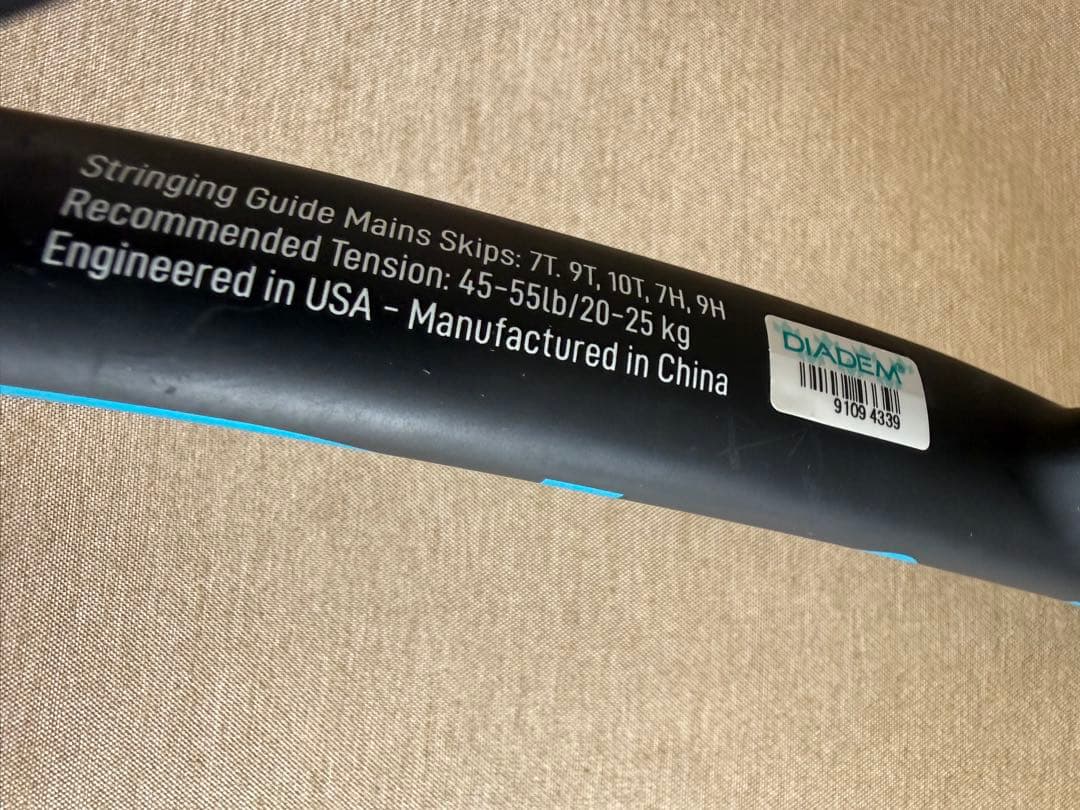 Stringing Guide Mains Skips: 7T. 9T, 10T, 7H, 9H
Recommended Tension: 45-55lb/20-25 kg
Engineered in USA - Manufactured in China
DIADEM®
9109 4339